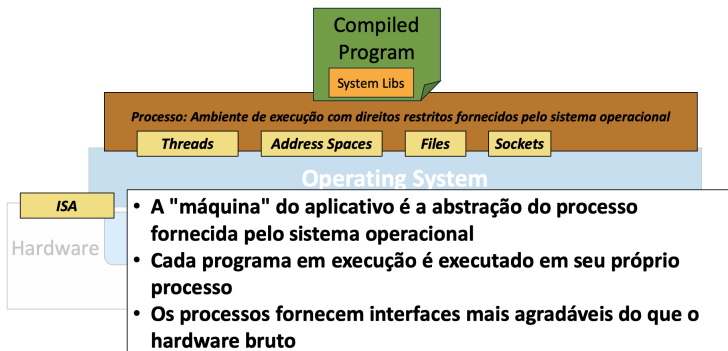 Compiled
Program
System Libs
Processo: Ambiente de execução com direitos restritos fornecidos pelo sistema operacional
Threads
Address Spaces
Files
Sockets
Operating System
ISA
Hardware
• A "máquina" do aplicativo é a abstração do processo
fornecida pelo sistema operacional
• Cada programa em execução é executado em seu próprio
processo
• Os processos fornecem interfaces mais agradáveis do que o
hardware bruto